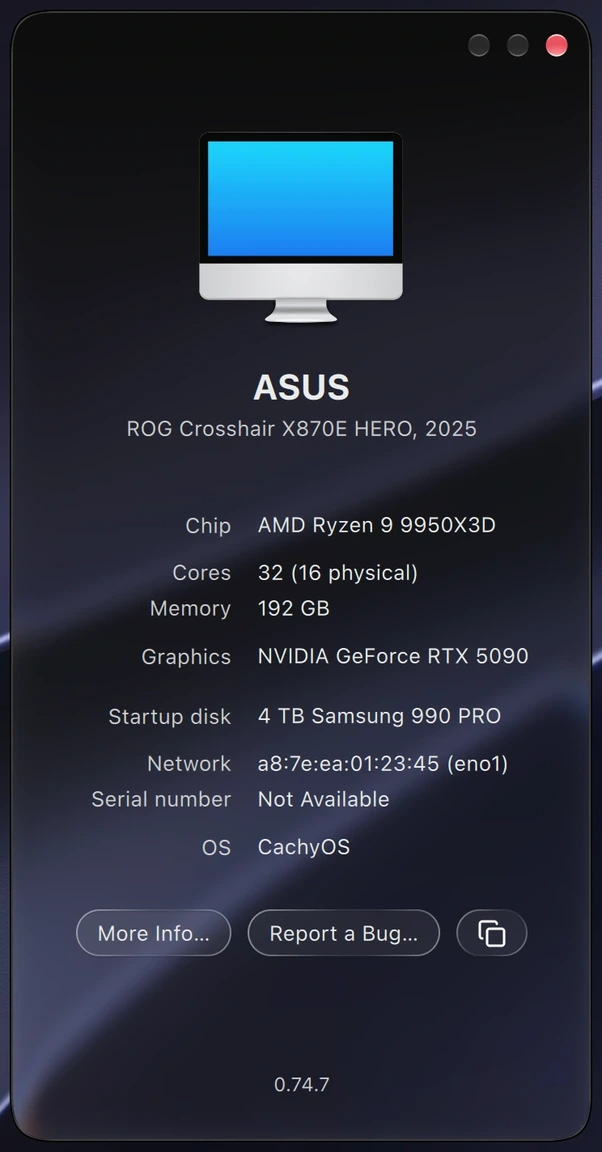 ASUS
ROG Crosshair X870E HERO, 2025
Chip AMD Ryzen 9 9950X3D
Cores 32 (16 physical)
Memory 192 GB
Graphics NVIDIA GeForce RTX 5090
Startup disk 4 TB Samsung 990 PRO
Network a8:7e:ea:01:23:45 (eno1)
Serial number Not Available
OS CachyOS
More Info... Report a Bug...
0.74.7